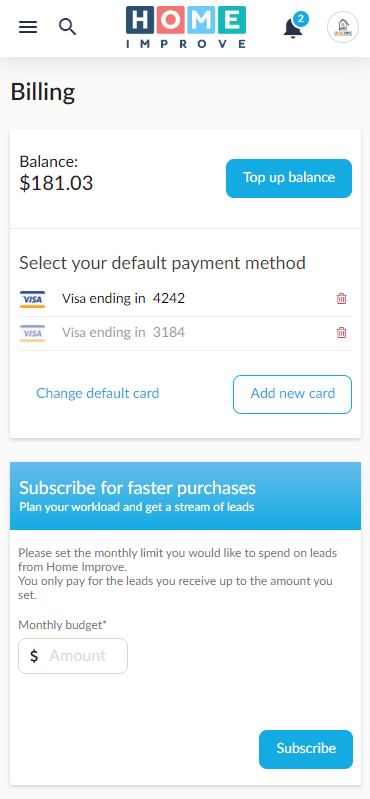 HOME
IMPROVE
2
Billing
Balance:
$181.03
Top up balance
Select your default payment method
VISA Visa ending in 4242
VISA Visa ending in 3184
Change default card
Add new card
Subscribe for faster purchases
Plan your workload and get a stream of leads
Please set the monthly limit you would like to spend on leads
from Home Improve.
You only pay for the leads you receive up to the amount you
set.
Monthly budget*
$ Amount
Subscribe